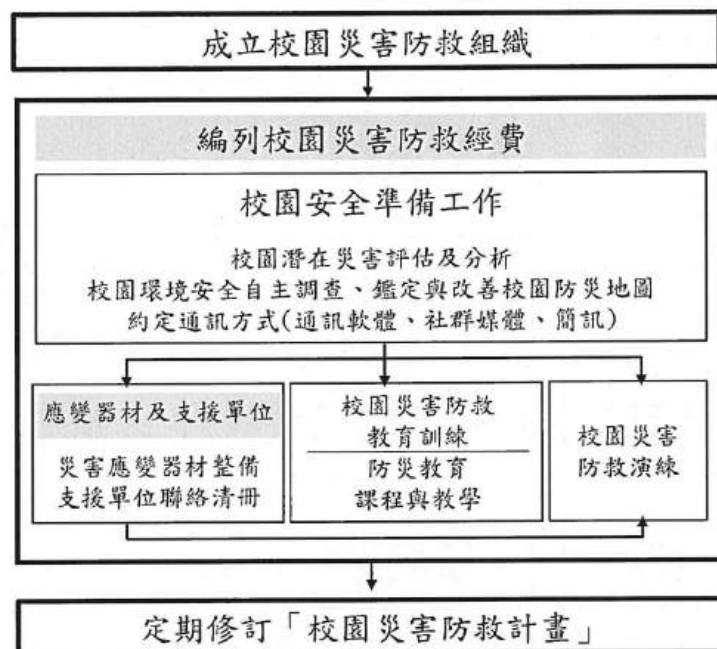 成立校園災害防救組織
編列校園災害防救經費
校園安全準備工作
校園潛在災害評估及分析
校園環境安全自主調查、鑑定與改善校園防災地圖
約定通訊方式(通訊軟體、社群媒體、簡訊)
應變器材及支援單位
災害應變器材整備
支援單位聯絡清冊
校園災害防救
教育訓練
防災教育
課程與教學
校園災害
防救演練
定期修訂「校園災害防救計畫」